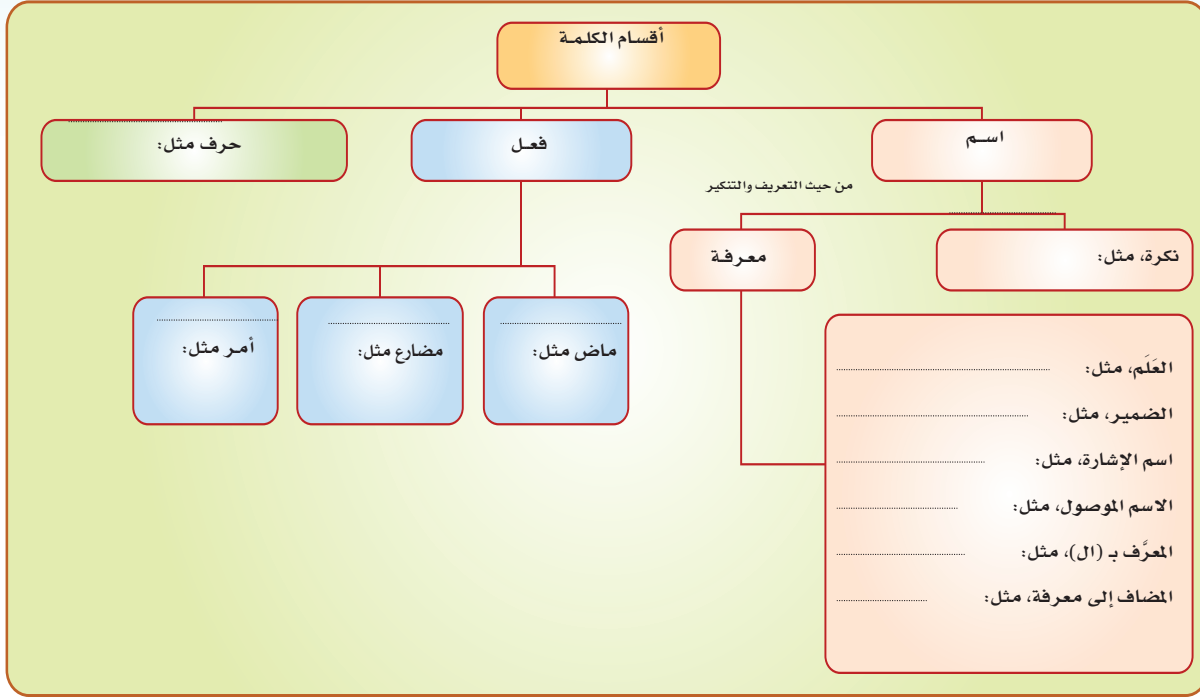 أقسام الكلمة
اسم
فعل
حرف مثل: ..........
من حيث التعريف والتنكير
نكرة، مثل: ..........
معرفة
ماض مثل: ..........
مضارع مثل: ..........
أمر مثل: ..........
العَلَم، مثل: ..........
الضمير، مثل: ..........
اسم الإشارة، مثل: ..........
الاسم الموصول، مثل: ..........
المعرَّف بـ (ال)، مثل: ..........
المضاف إلى معرفة، مثل: ..........